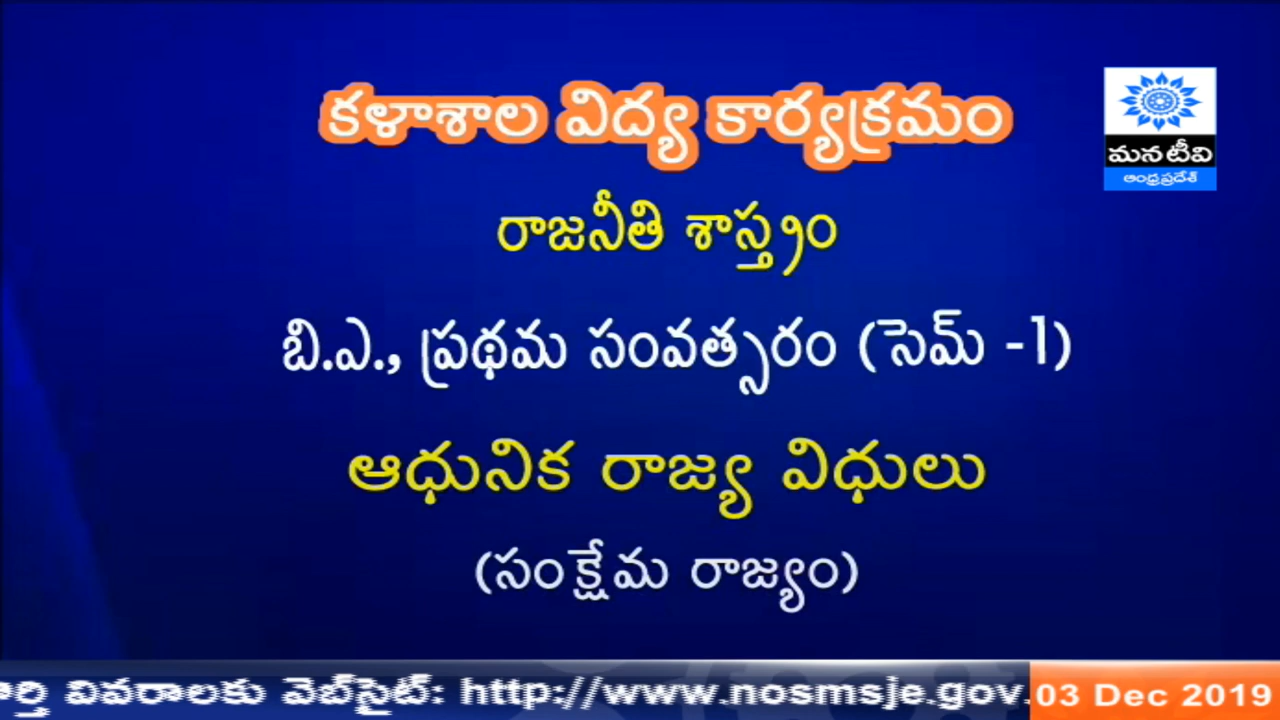 కళాశాల విద్య కార్యక్రమం
మన టీవి
ఆంధ్రప్రదేశ్
రాజనీతి శాస్త్రం
బి.ఎ., ప్రథమ సంవత్సరం (సెమ్ -1)
ఆధునిక రాజ్య విధులు
(సంక్షేమ రాజ్యం)
వివరాలకు వెబ్‌సైట్: http://www.nosmsje.gov.
03 Dec 2019